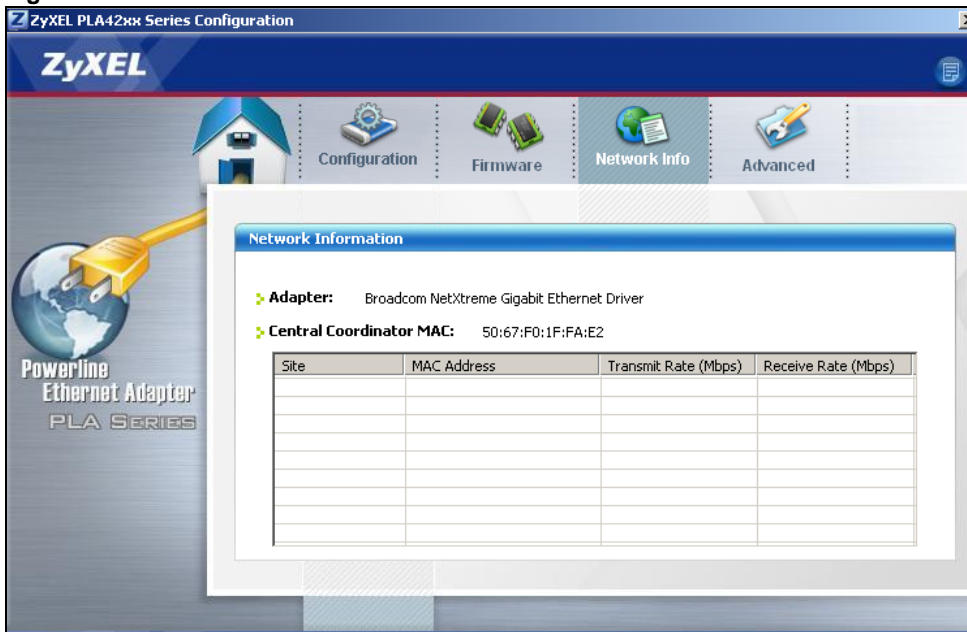 ZyXEL PLA42xx Series Configuration
ZyXEL
Configuration
Firmware
Network Info
Advanced
Network Information
Adapter: Broadcom NetXtreme Gigabit Ethernet Driver
Central Coordinator MAC: 50:67:F0:1F:FA:E2
Site MAC Address Transmit Rate (Mbps) Receive Rate (Mbps)
Powerline
Ethernet Adapter
PLA SERIES